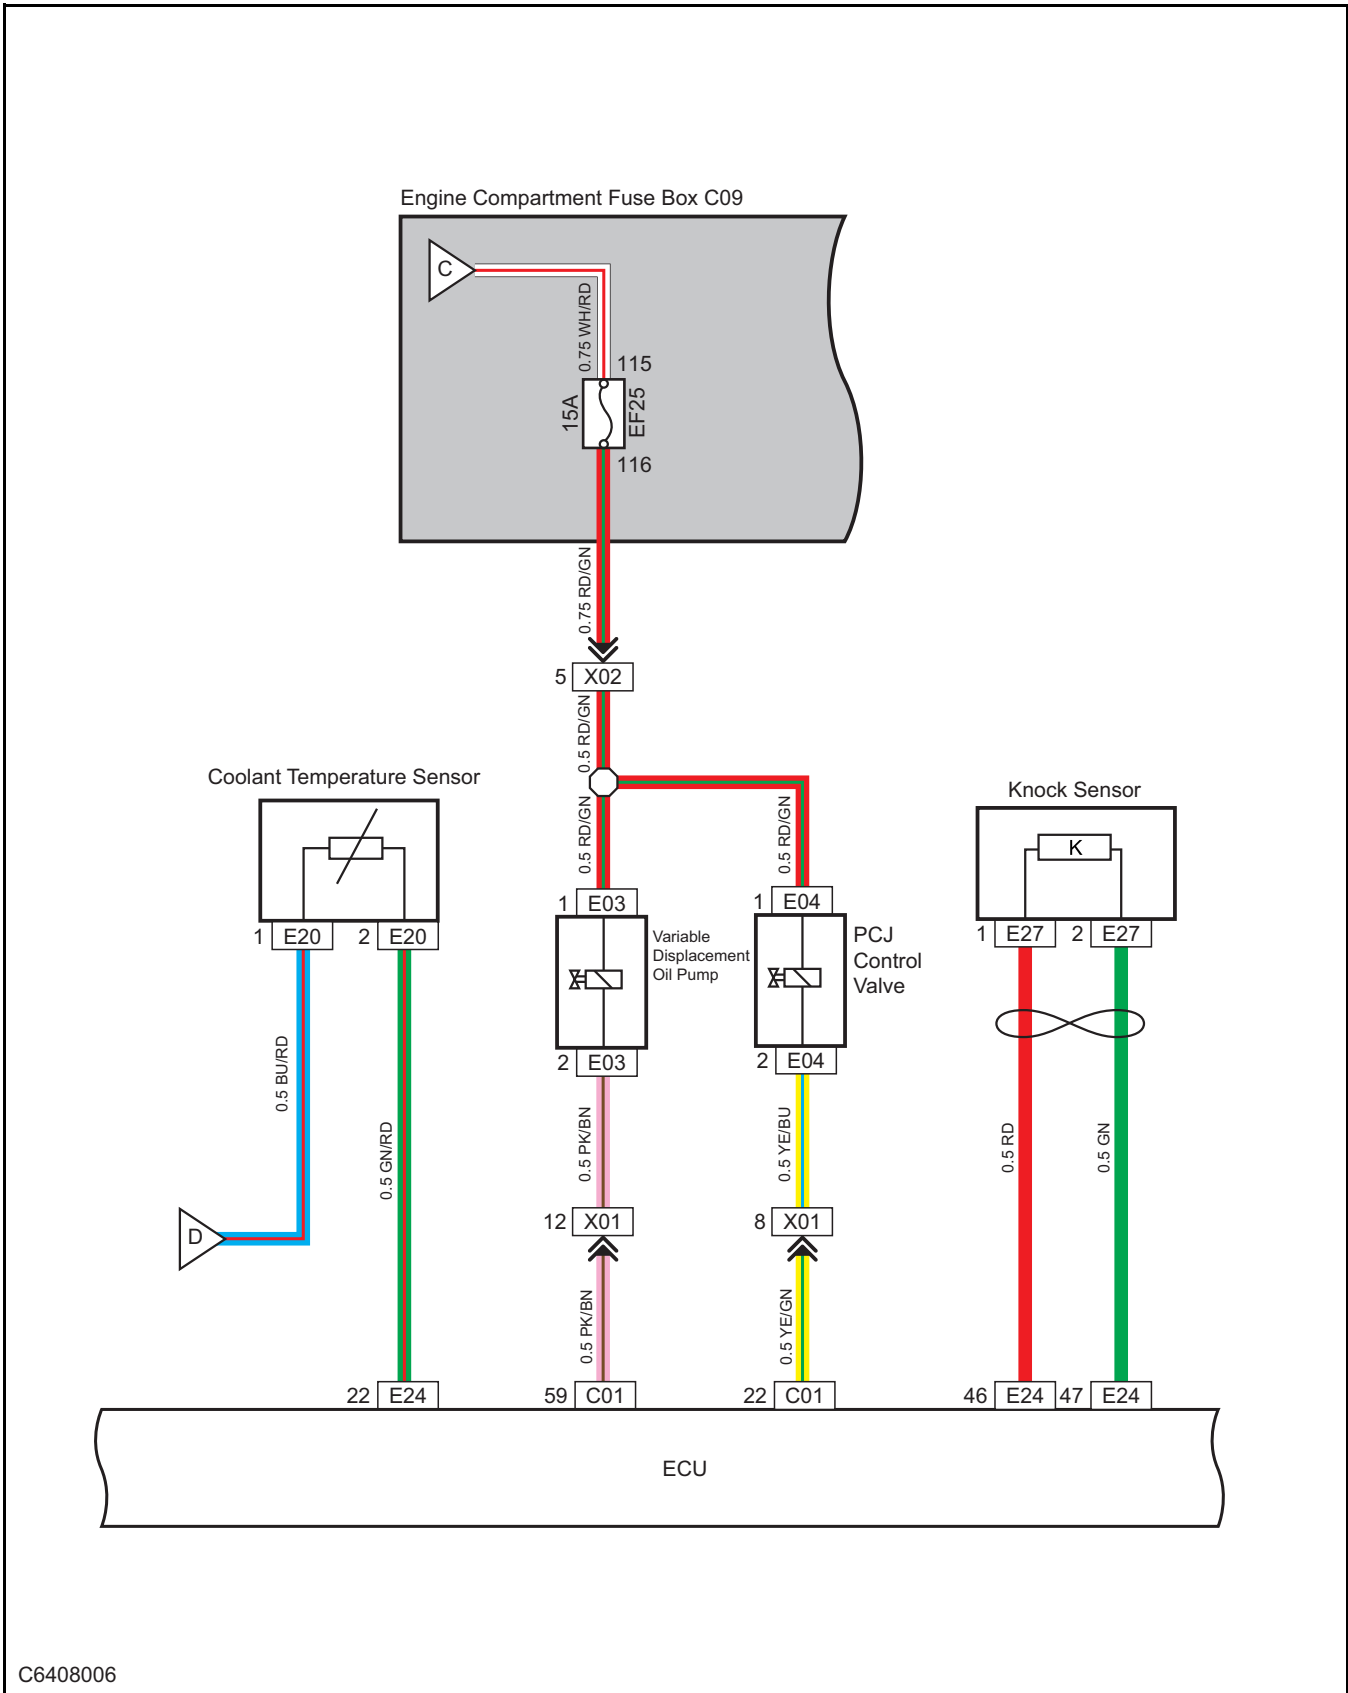 Engine Compartment Fuse Box C09
C
0.75 WH/RD
115
15A
EF25
116
0.75 RD/GN
5 X02
0.5 RD/GN
Coolant Temperature Sensor
Knock Sensor
0.5 RD/GN
0.5 RD/GN
K
1 E03
1 E04
1 E20
2 E20
Variable
Displacement
Oil Pump
PCJ
Control
Valve
1 E27
2 E27
2 E03
2 E04
0.5 BU/RD
0.5 GN/RD
0.5 PK/BN
0.5 YE/BU
0.5 RD
0.5 GN
D
12 X01
8 X01
0.5 PK/BN
0.5 YE/GN
22 E24
59 C01
22 C01
46 E24
47 E24
ECU
C6408006